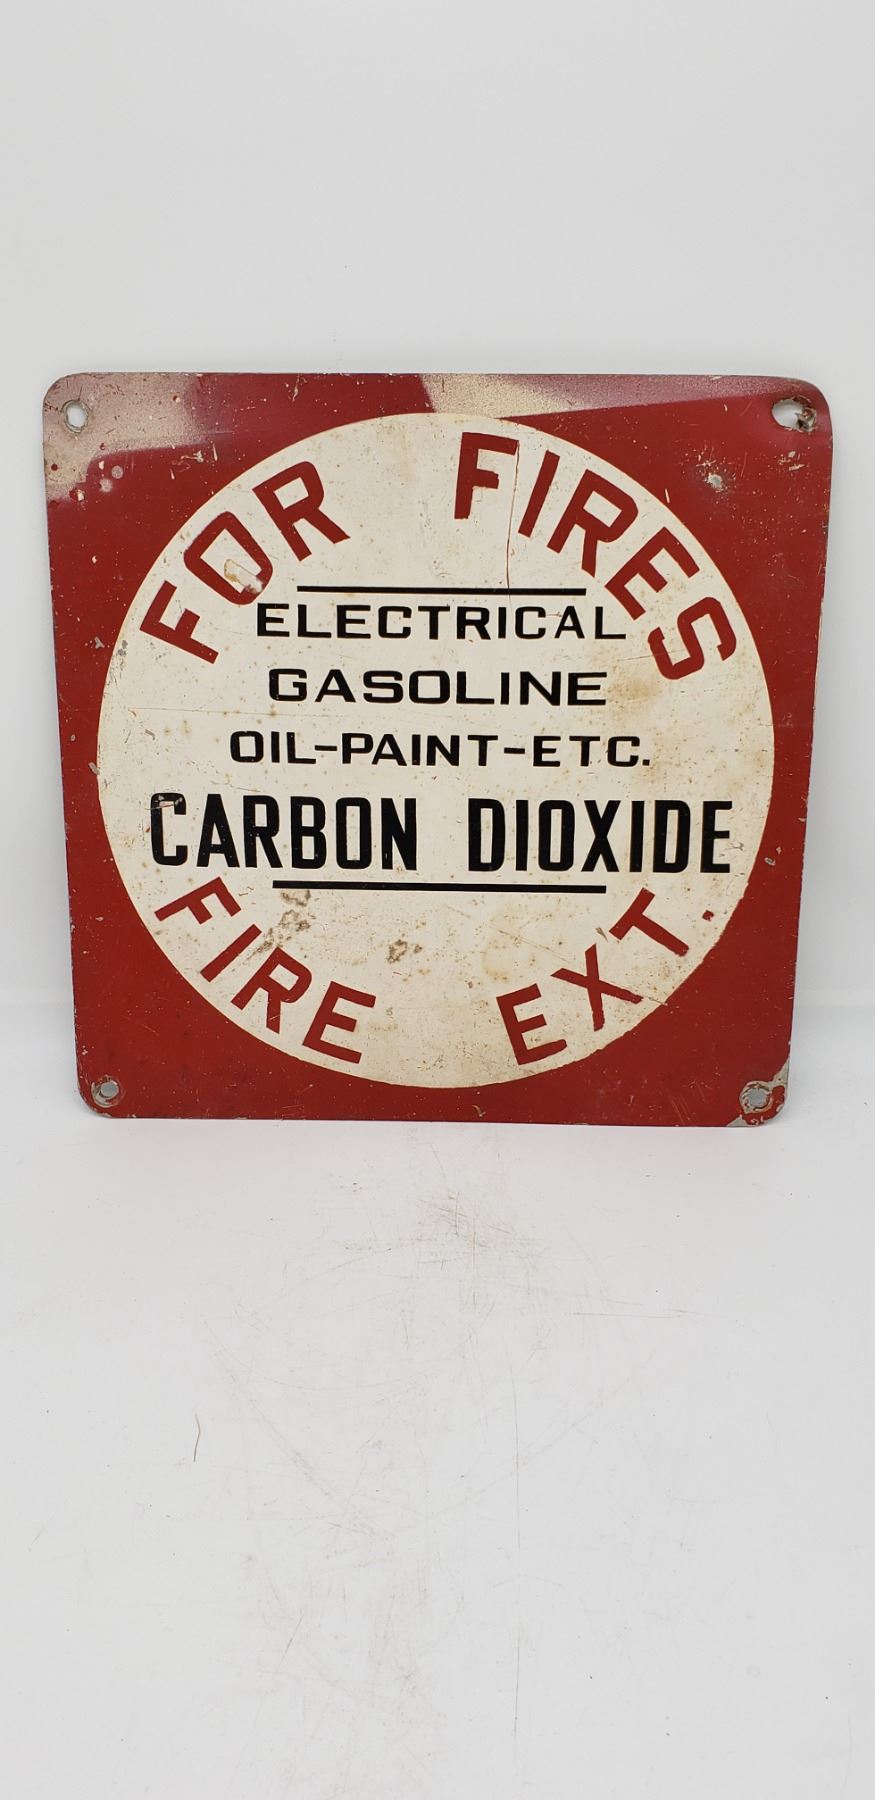 FOR FIRES
ELECTRICAL
GASOLINE
OIL-PAINT-ETC.
CARBON DIOXIDE
FIRE EXT.